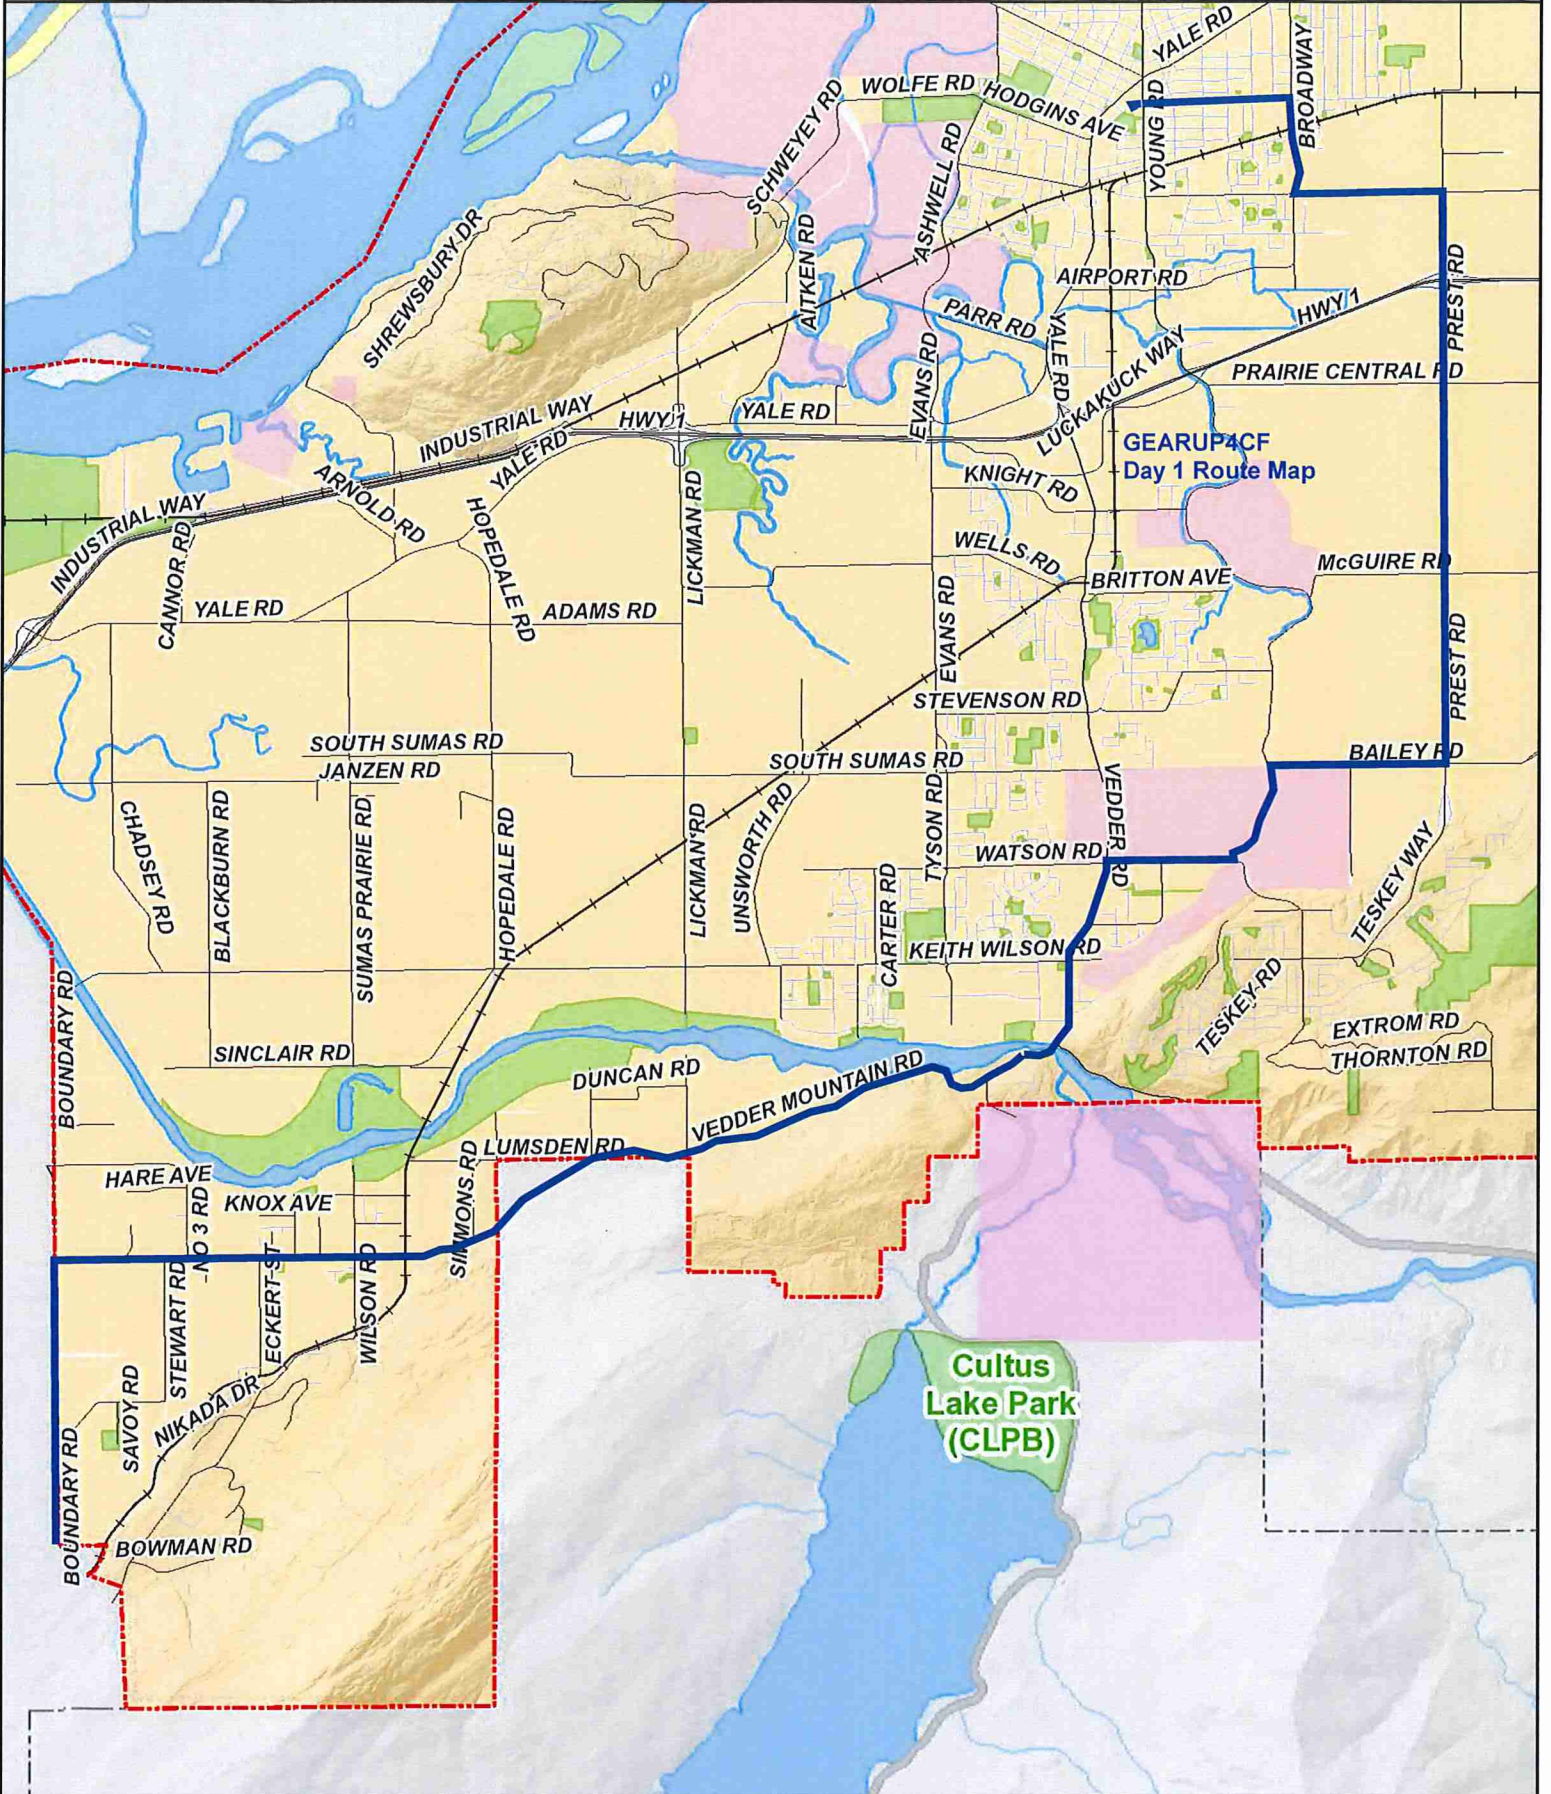 YALE RD
BROADWAY
WOLFE RD
HODGINS AVE
SCHWEYEY RD
YOUNG RD
ASHWELL RD
SHREWSBURY DR
AITKEN RD
AIRPORT RD
PREST RD
HWY 1
PARR RD
YALE RD
LUCKAKUCK WAY
EVANS RD
PRAIRIE CENTRAL RD
INDUSTRIAL WAY
HWY 1
YALE RD
YALE RD
GEARUP4CF
Day 1 Route Map
ARNOLD RD
KNIGHT RD
INDUSTRIAL WAY
CANNOR RD
HOPEDALE RD
LICKMAN RD
WELLS RD
BRITTON AVE
McGUIRE RD
YALE RD
ADAMS RD
EVANS RD
PREST RD
STEVENSON RD
SOUTH SUMAS RD
JANZEN RD
SOUTH SUMAS RD
BAILEY RD
CHADSEY RD
BLACKBURN RD
SUMAS PRAIRIE RD
HOPEDALE RD
LICKMAN RD
UNSWORTH RD
TYSON RD
VEDDER RD
WATSON RD
CARTER RD
TESKEY WAY
KEITH WILSON RD
BOUNDARY RD
TESKEY RD
EXTROM RD
THORNTON RD
SINCLAIR RD
DUNCAN RD
VEDDER MOUNTAIN RD
LUMSDEN RD
HARE AVE
KNOX AVE
NO 3 RD
SIMMONS RD
STEWART RD
ECKERT ST
WILSON RD
SAVOY RD
NIKADA DR
Cultus
Lake Park
(CLPB)
BOUNDARY RD
BOWMAN RD